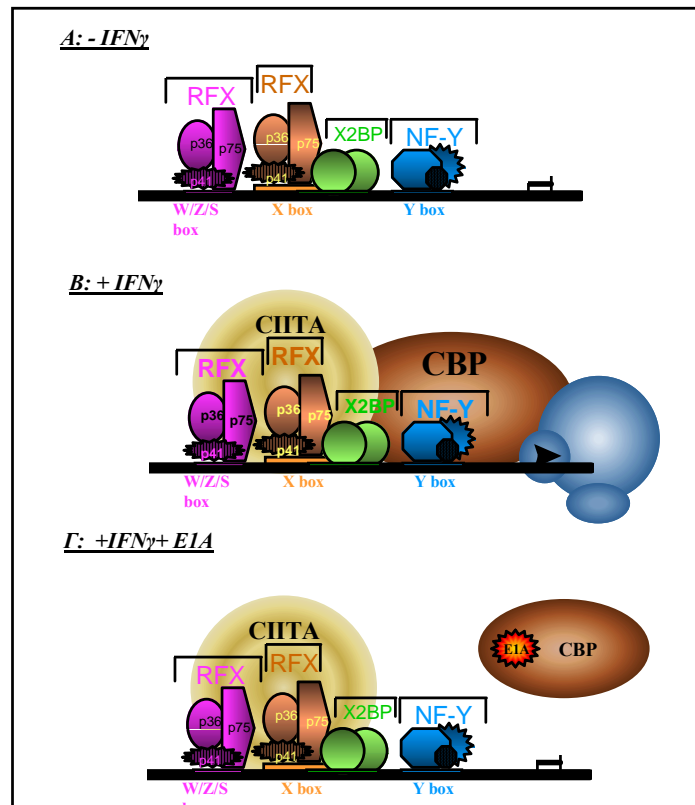 A: - IFNγ
RFX
RFX
X2BP
NF-Y
p36
p75
p41
p36
p75
p41
W/Z/S
box
X box
Y box
B: + IFNγ
CIITA
CBP
RFX
RFX
X2BP
NF-Y
p36
p75
p41
p36
p75
p41
W/Z/S
box
X box
Y box
Γ: +IFNγ+ E1A
CIITA
E1A
CBP
RFX
RFX
X2BP
NF-Y
p36
p75
p41
p36
p75
p41
W/Z/S
X box
Y box